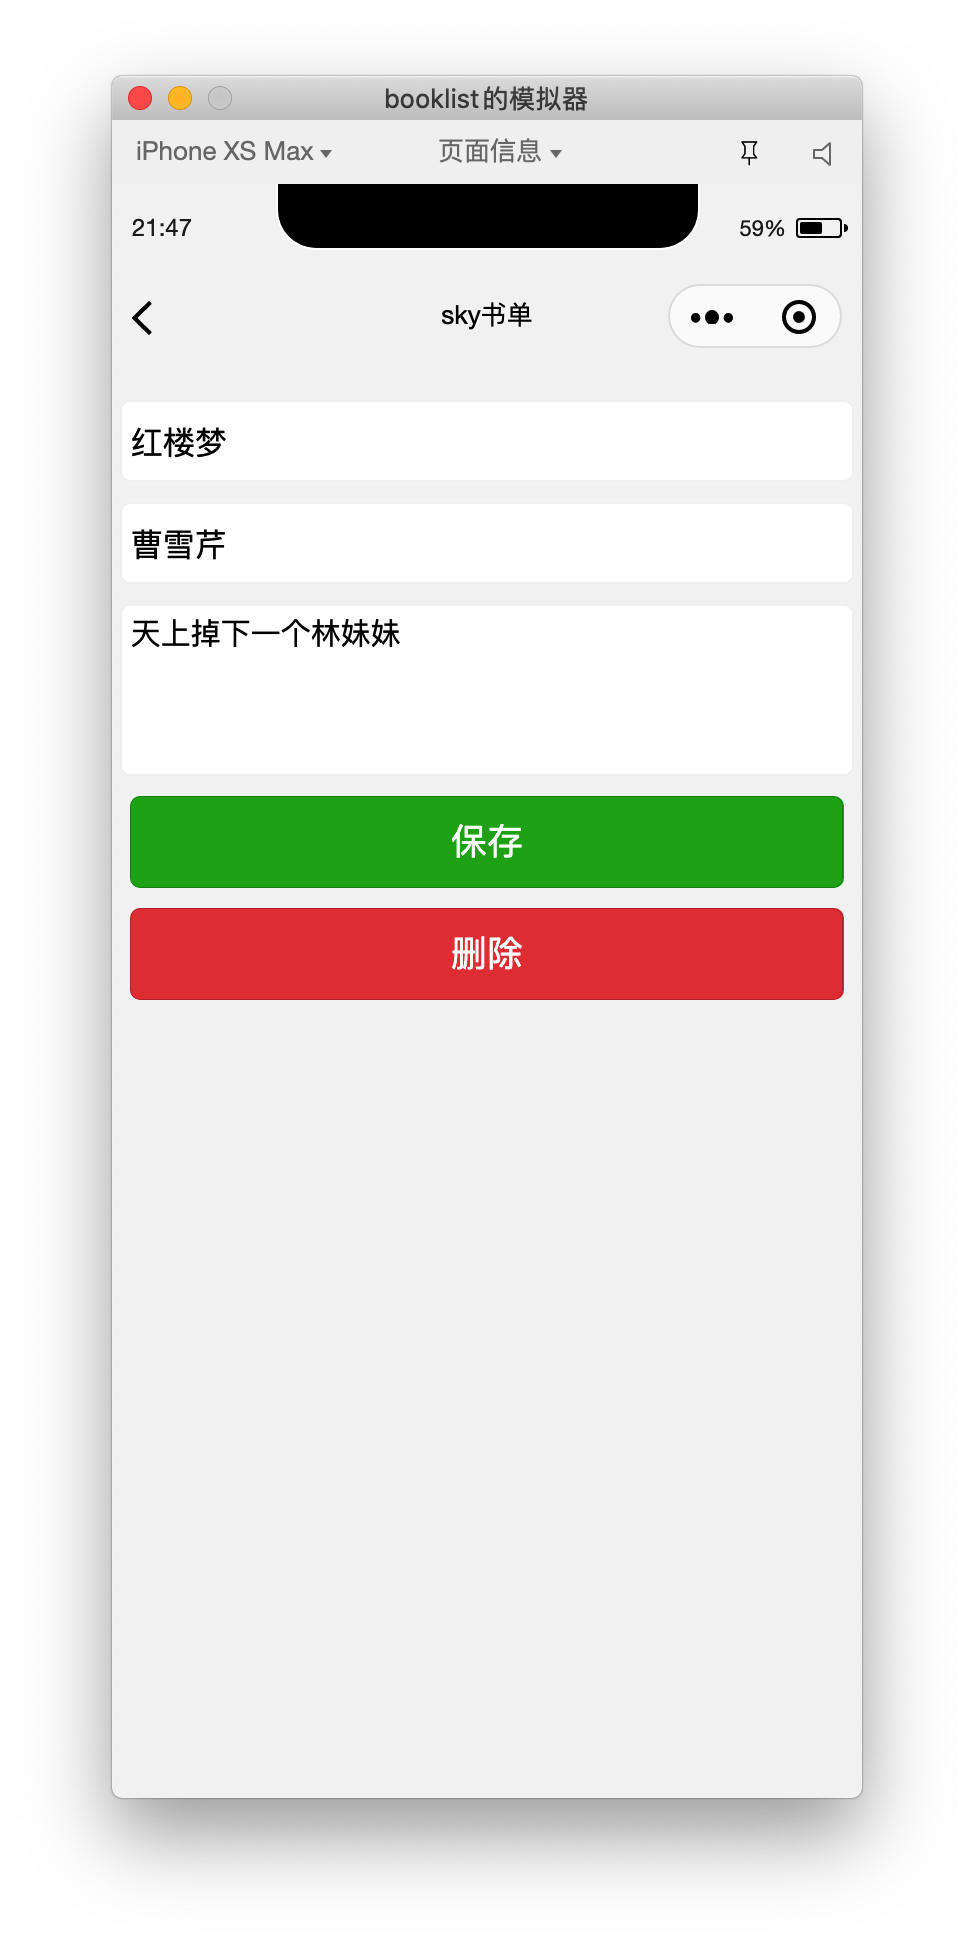 booklist的模拟器
iPhone XS Max 页面信息
21:47 59%
sky书单
红楼梦
曹雪芹
天上掉下一个林妹妹
保存
删除